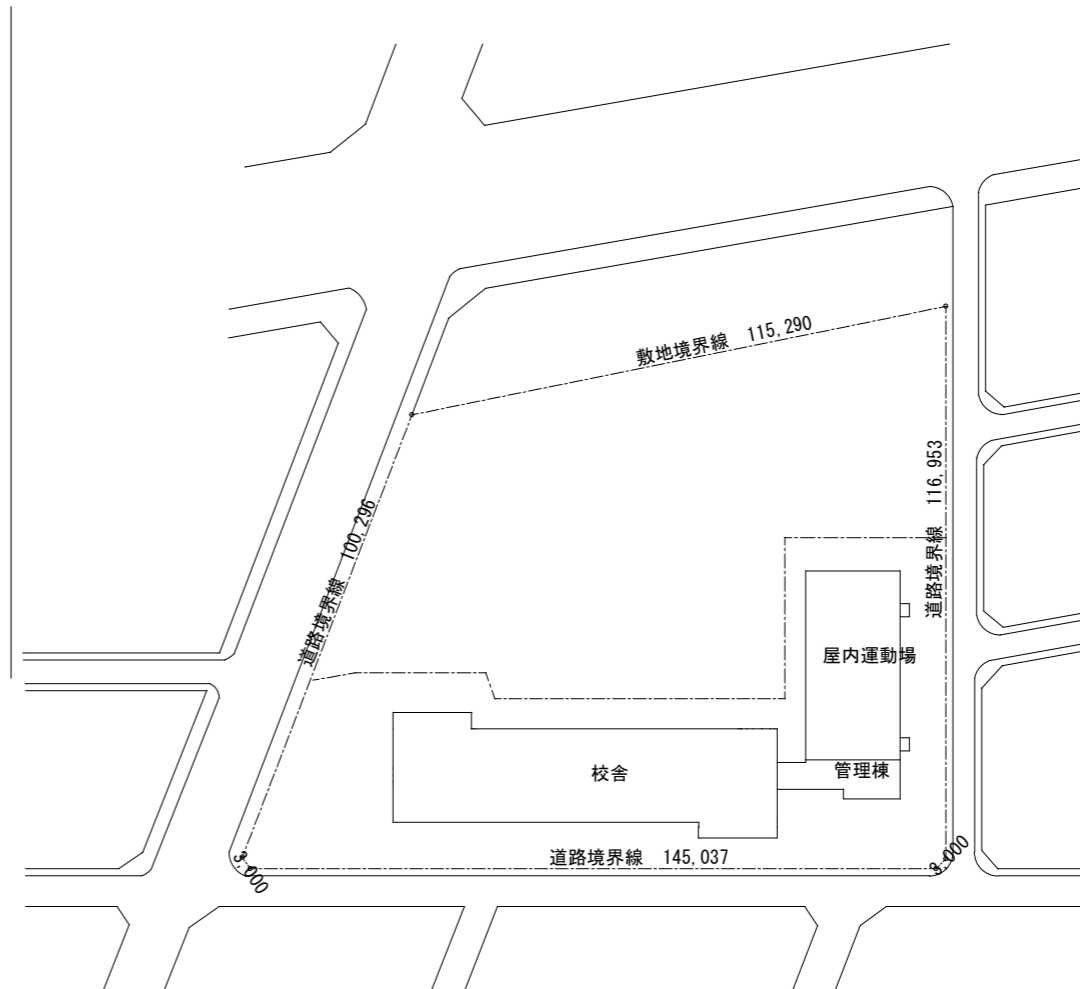 敷地境界線 115,290
道路境界線 116,953
道路境界線 100,296
屋内運動場
管理棟
校舎
道路境界線 145,037
3,000
3,000